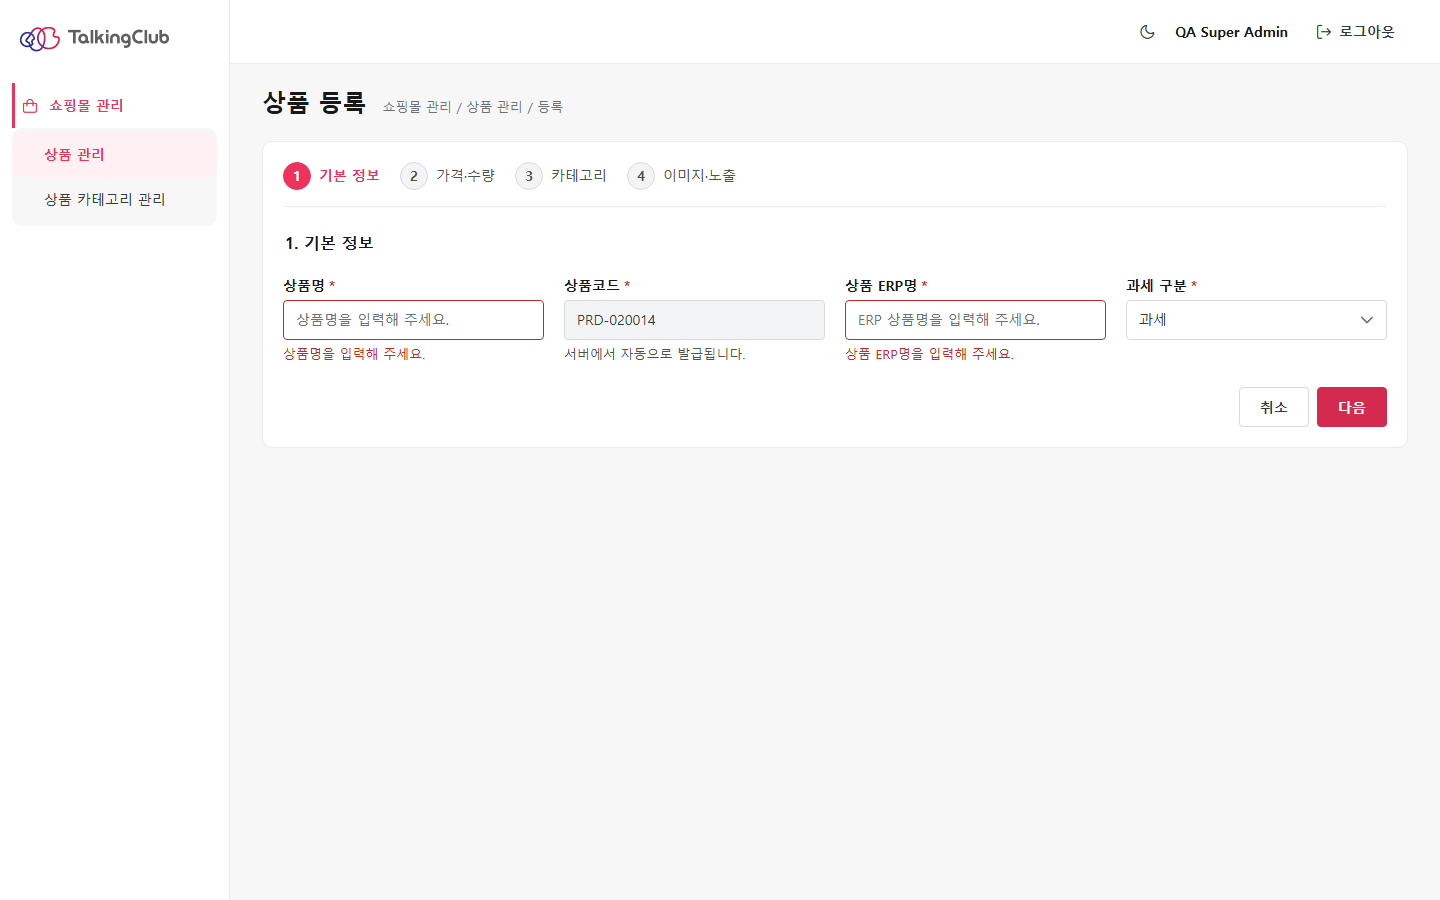 TalkingClub
QA Super Admin
로그아웃
쇼핑몰 관리
상품 관리
상품 카테고리 관리
상품 등록
쇼핑몰 관리 / 상품 관리 / 등록
1 기본 정보 2 가격·수량 3 카테고리 4 이미지·노출
1. 기본 정보
상품명 * 상품코드 * 상품 ERP명 * 과세 구분 *
상품명을 입력해 주세요. PRD-020014 ERP 상품명을 입력해 주세요. 과세
상품명을 입력해 주세요. 서버에서 자동으로 발급됩니다. 상품 ERP명을 입력해 주세요.
취소 다음